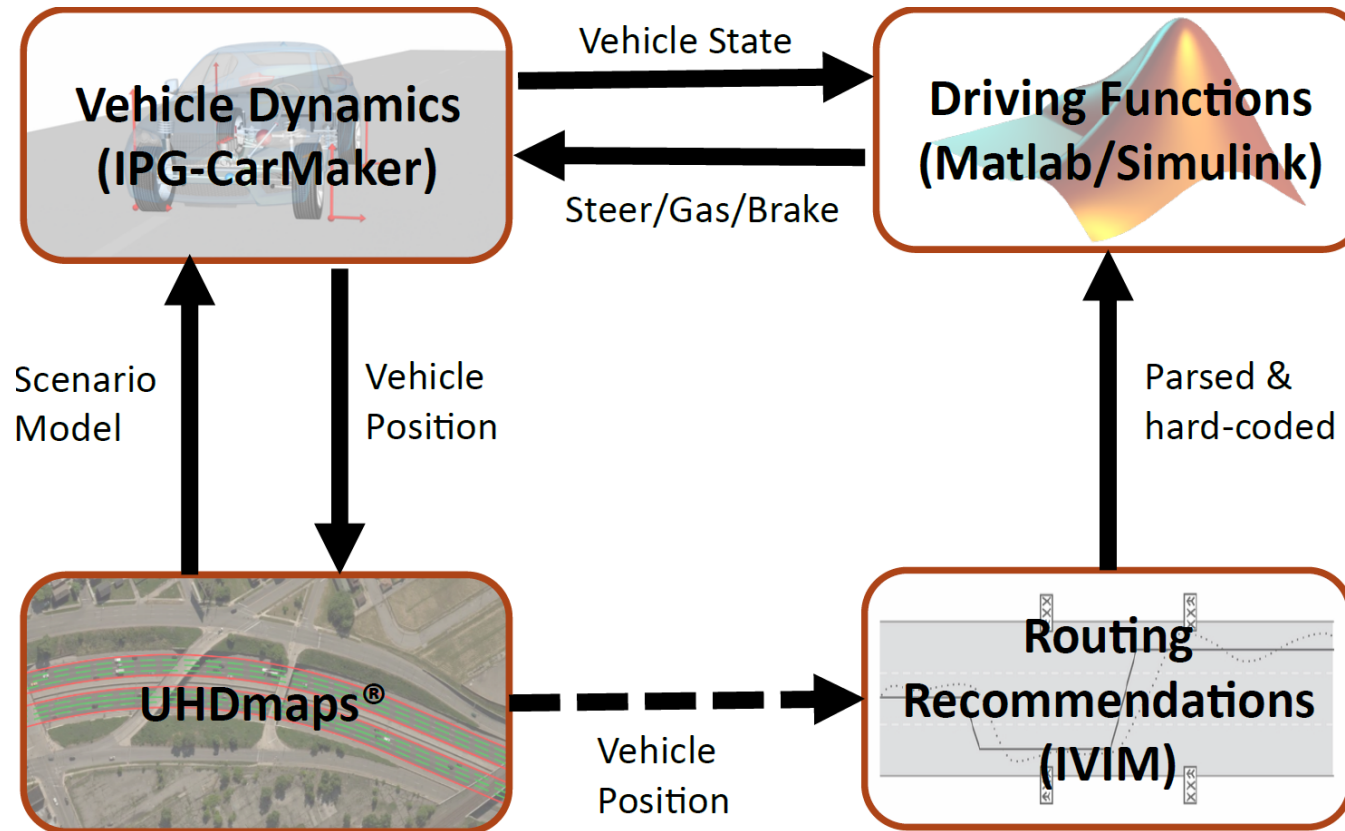 Vehicle State
Vehicle Dynamics
(IPG-CarMaker)
Driving Functions
(Matlab/Simulink)
Steer/Gas/Brake
Scenario
Model
Vehicle
Position
Parsed &
hard-coded
UHDmaps®
Routing
Recommendations
(IVIM)
Vehicle
Position